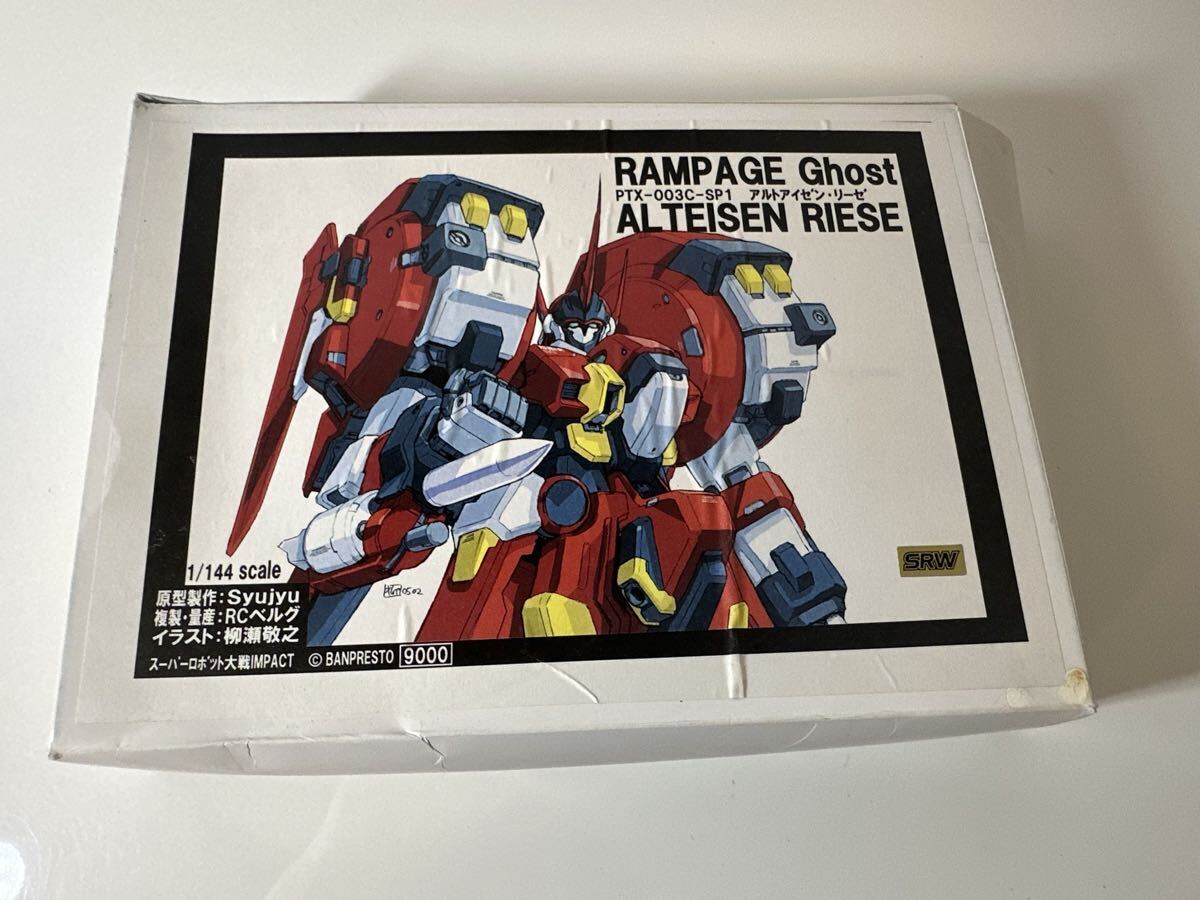 RAMPAGE Ghost
PTX-003C-SP1 アルトアイゼン・リーゼ
ALTEISEN RIESE
SRW
1/144 scale
原型製作:Syujyu
複製・量産:RCベルグ
イラスト:柳瀬敬之
スーパーロボット大戦IMPACT © BANPRESTO 9000